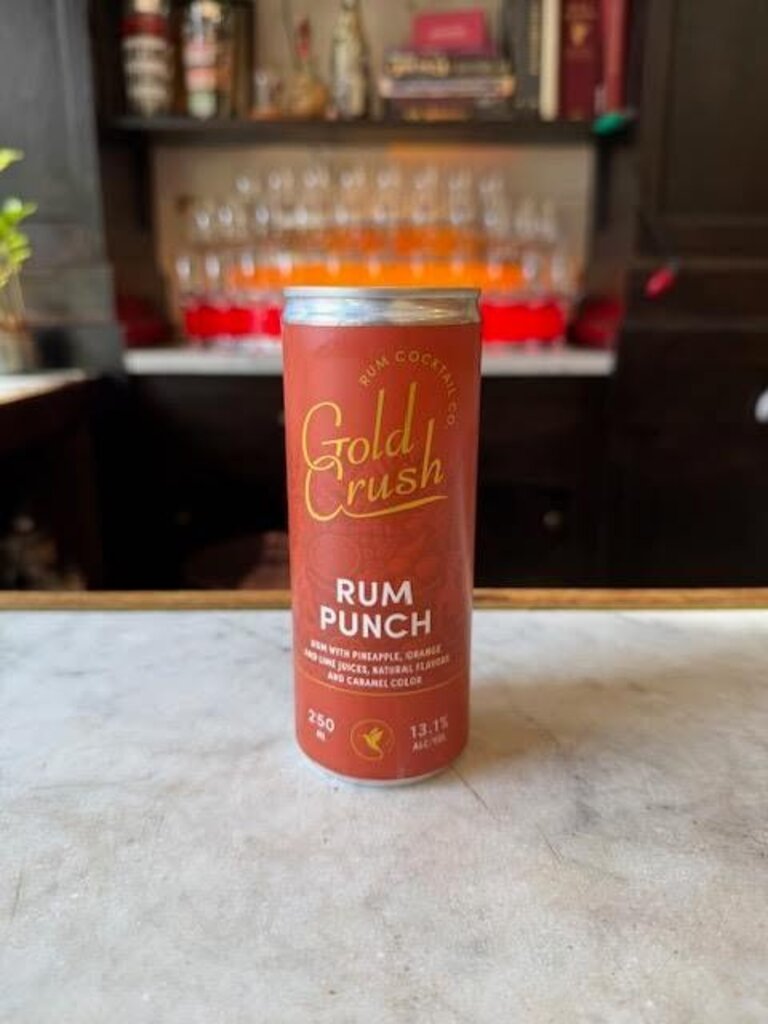 RUM COCKTAIL CO.
Gold
Crush
RUM
PUNCH
RUM WITH PINEAPPLE, ORANGE,
AND LIME JUICES, NATURAL FLAVORS
AND CARAMEL COLOR
250
ML
13.1%
ALC/VOL